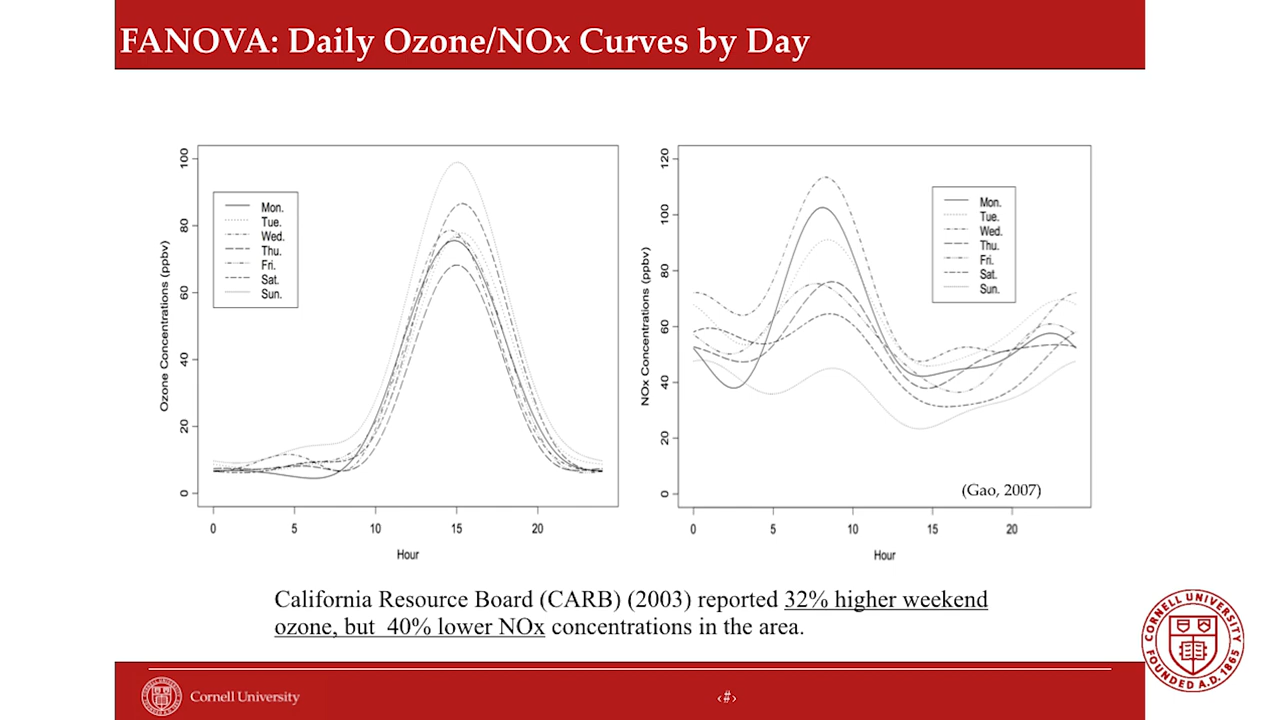 FANOVA: Daily Ozone/NOx Curves by Day
100
80
60
40
20
0
Ozone Concentrations (ppbv)
Mon.
Tue.
Wed.
Thu.
Fri.
Sat.
Sun.
0 5 10 15 20
Hour
120
100
80
60
40
20
0
NOx Concentrations (ppbv)
Mon.
Tue.
Wed.
Thu.
Fri.
Sat.
Sun.
(Gao, 2007)
0 5 10 15 20
Hour
California Resource Board (CARB) (2003) reported 32% higher weekend
ozone, but 40% lower NOx concentrations in the area.
Cornell University
‹#›
CORNELL UNIVERSITY
FOUNDED A.D. 1865